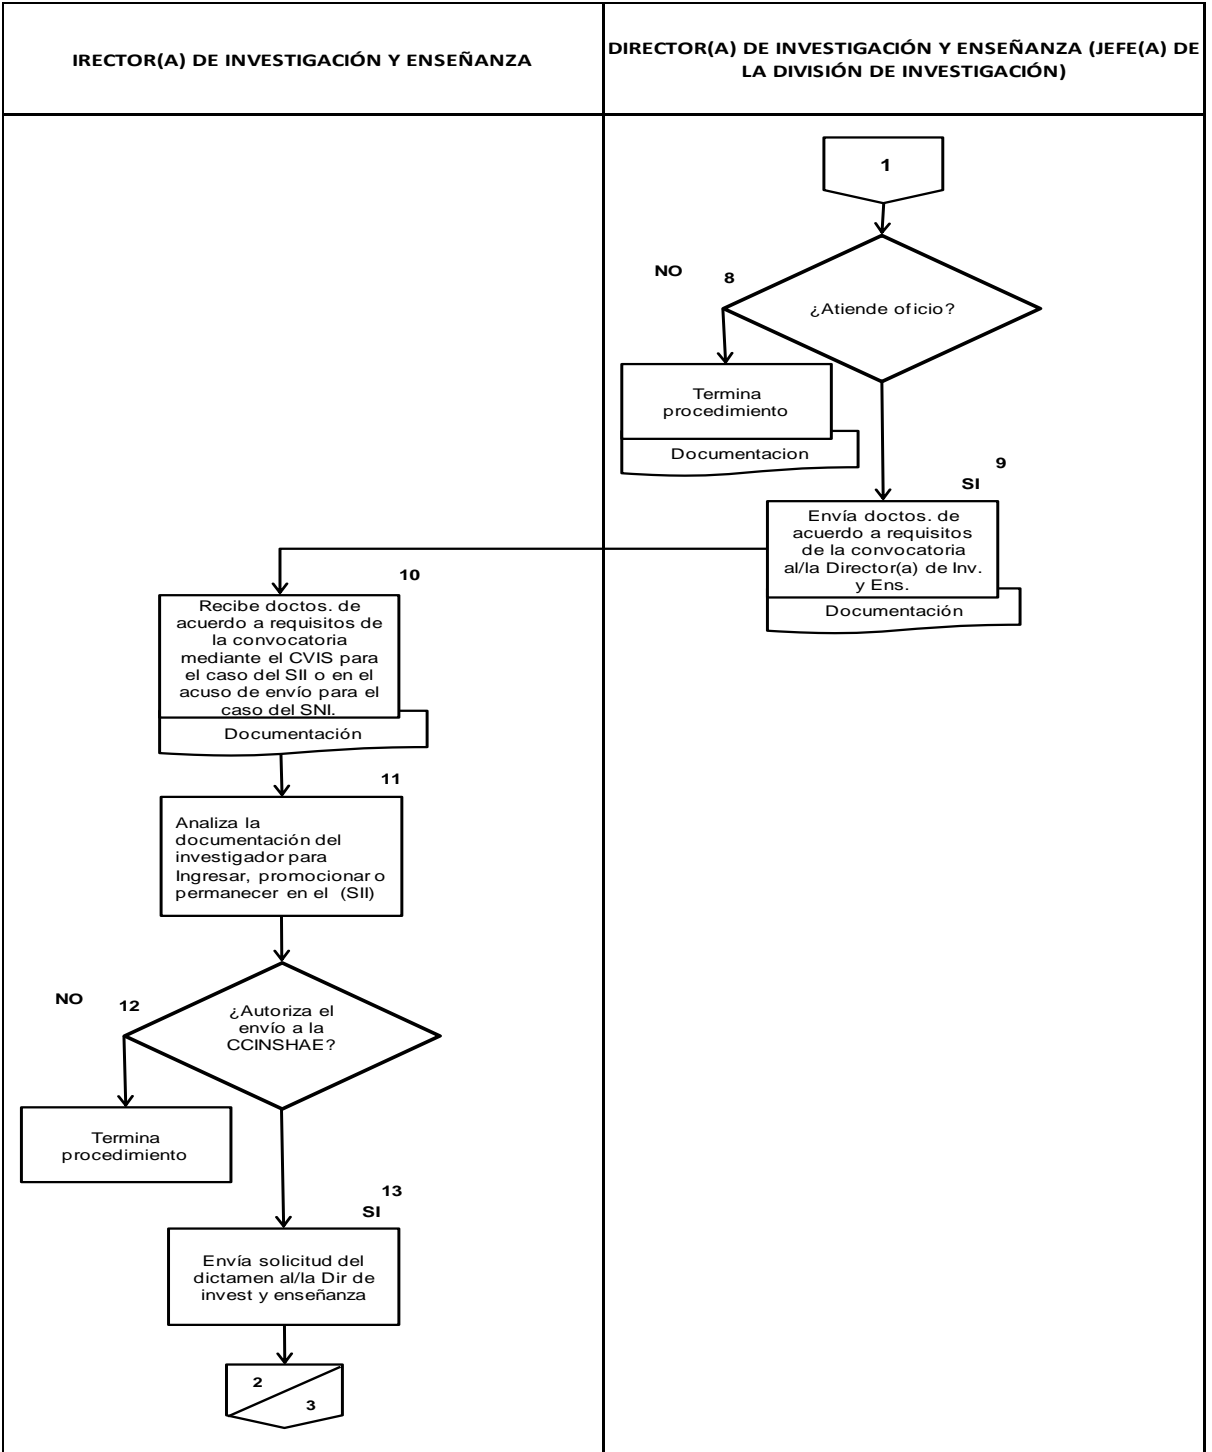 IRECTOR(A) DE INVESTIGACIÓN Y ENSEÑANZA
DIRECTOR(A) DE INVESTIGACIÓN Y ENSEÑANZA (JEFE(A) DE
LA DIVISIÓN DE INVESTIGACIÓN)
1
NO
8
¿Atiende oficio?
Termina
procedimiento
Documentacion
9
SI
Envía doctos. de
acuerdo a requisitos
de la convocatoria
al/la Director(a) de Inv.
y Ens.
Documentación
10
Recibe doctos. de
acuerdo a requisitos de
la convocatoria
mediante el CVIS para
el caso del SII o en el
acuso de envío para el
caso del SNI.
Documentación
11
Analiza la
documentación del
investigador para
Ingresar, promocionar o
permanecer en el (SII)
NO
12
¿Autoriza el
envío a la
CCINSHAE?
Termina
procedimiento
13
SI
Envía solicitud del
dictamen al/la Dir de
invest y enseñanza
2
3